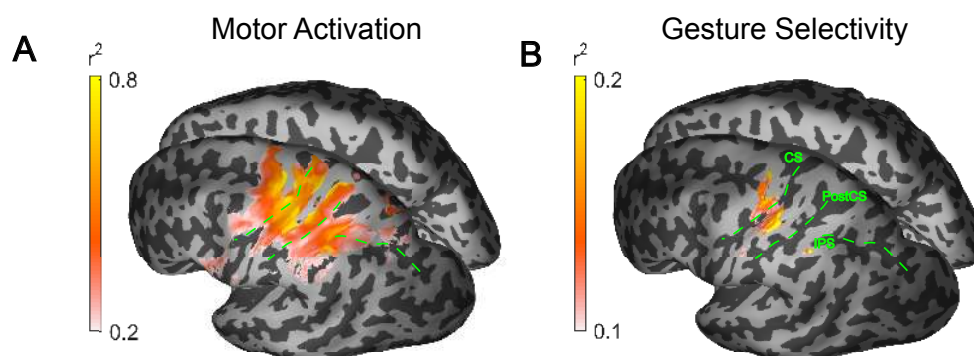 Motor Activation
Gesture Selectivity
A
r²
0.8
0.2
B
r²
0.2
0.1
CS
PostCS
IPS